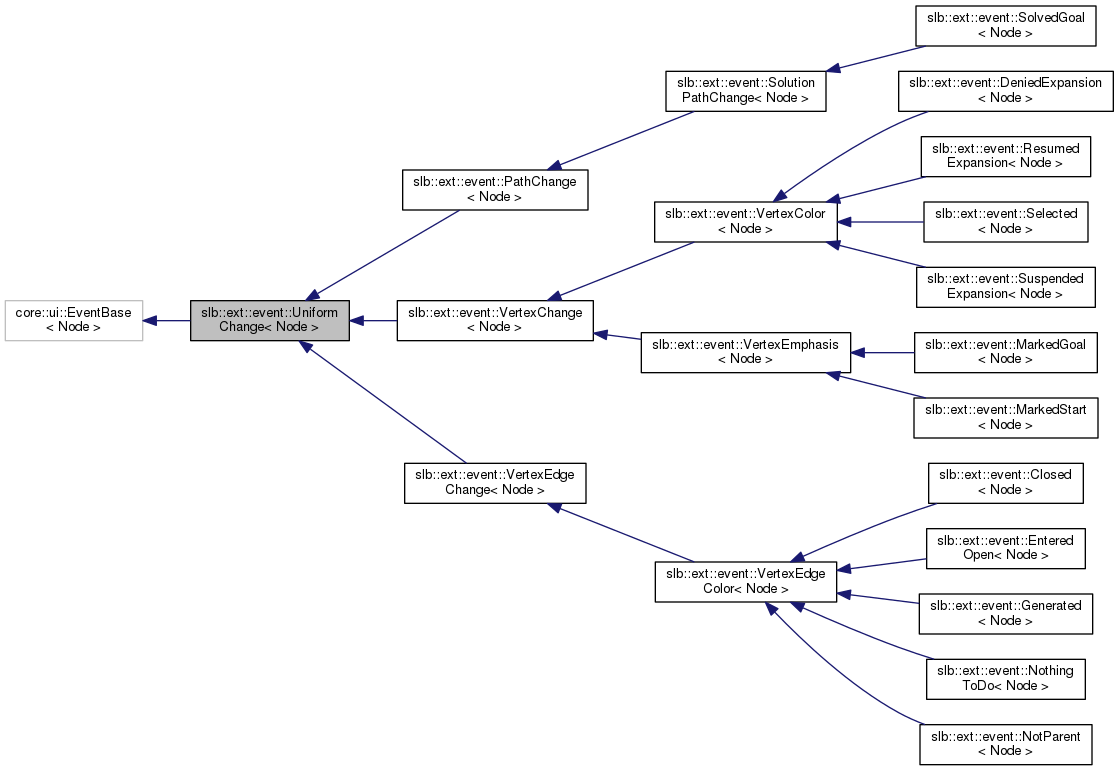 core::ui::EventBase
< Node >
slb::ext::event::Uniform
Change< Node >
slb::ext::event::PathChange
< Node >
slb::ext::event::VertexChange
< Node >
slb::ext::event::VertexEdge
Change< Node >
slb::ext::event::Solution
PathChange< Node >
slb::ext::event::VertexColor
< Node >
slb::ext::event::VertexEmphasis
< Node >
slb::ext::event::VertexEdge
Color< Node >
slb::ext::event::SolvedGoal
< Node >
slb::ext::event::DeniedExpansion
< Node >
slb::ext::event::Resumed
Expansion< Node >
slb::ext::event::Selected
< Node >
slb::ext::event::Suspended
Expansion< Node >
slb::ext::event::MarkedGoal
< Node >
slb::ext::event::MarkedStart
< Node >
slb::ext::event::Closed
< Node >
slb::ext::event::Entered
Open< Node >
slb::ext::event::Generated
< Node >
slb::ext::event::Nothing
ToDo< Node >
slb::ext::event::NotParent
< Node >